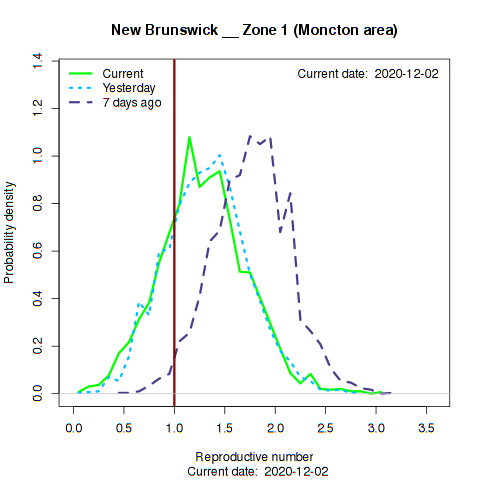 New Brunswick __ Zone 1 (Moncton area)
Current
Yesterday
7 days ago
Current date:  2020-12-02
Probability density
1.4
1.2
1.0
0.8
0.6
0.4
0.2
0.0
0.0 0.5 1.0 1.5 2.0 2.5 3.0 3.5
Reproductive number
Current date:  2020-12-02